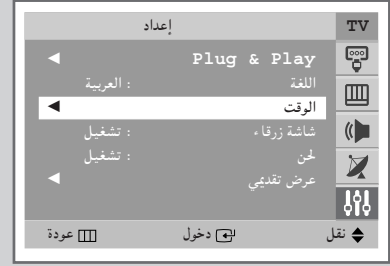 TV
إعداد
Plug & Play
اللغة : العربية
الوقت
شاشة زرقاء : تشغيل
لحن : تشغيل
عرض تقديمي
نقل دخول عودة